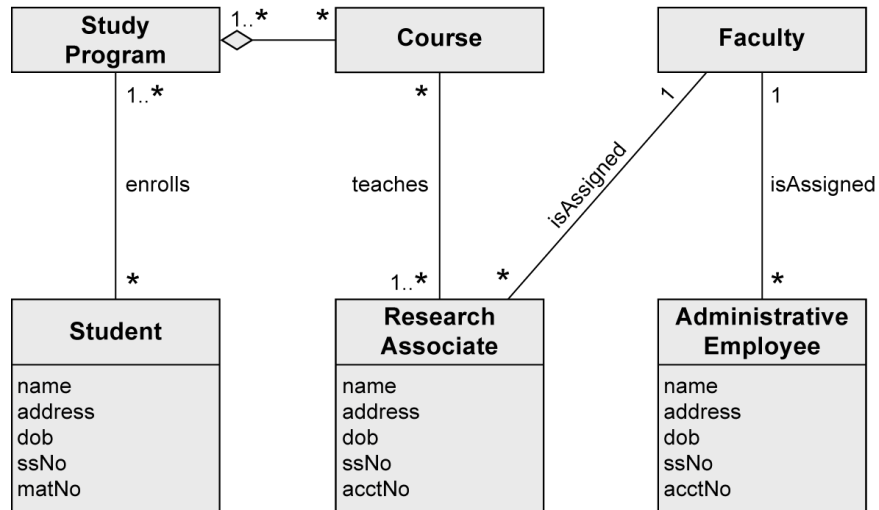 Study
Program
1..*
*
Course
Faculty
1..*
*
1
1
enrolls
teaches
isAssigned
isAssigned
*
1..*
*
*
Student
Research
Associate
Administrative
Employee
name
address
dob
ssNo
matNo
name
address
dob
ssNo
acctNo
name
address
dob
ssNo
acctNo